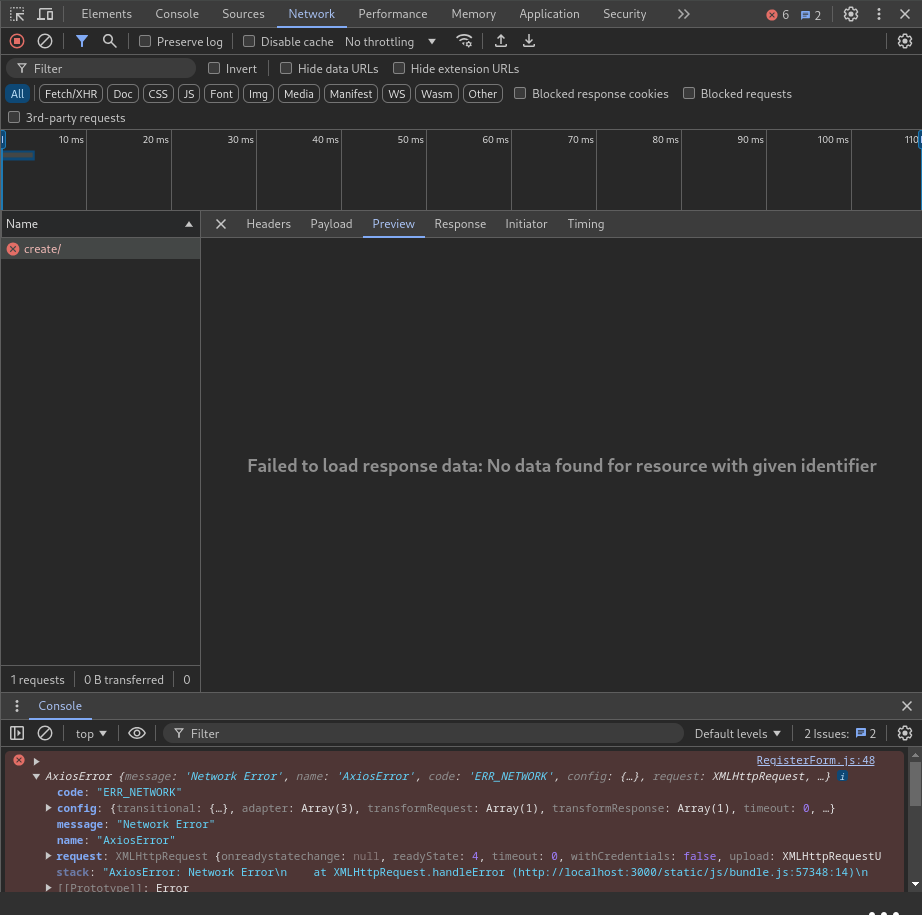 Elements Console Sources Network Performance Memory Application Security 6 2
Preserve log Disable cache No throttling
Filter Invert Hide data URLs Hide extension URLs
All Fetch/XHR Doc CSS JS Font Img Media Manifest WS Wasm Other Blocked response cookies Blocked requests
3rd-party requests
10 ms 20 ms 30 ms 40 ms 50 ms 60 ms 70 ms 80 ms 90 ms 100 ms 110
Name Headers Payload Preview Response Initiator Timing
create/
Failed to load response data: No data found for resource with given identifier
1 requests 0 B transferred 0
Console
top Filter Default levels 2 Issues: 2
RegisterForm.js:48
AxiosError {message: 'Network Error', name: 'AxiosError', code: 'ERR_NETWORK', config: {…}, request: XMLHttpRequest, …} i
code: "ERR_NETWORK"
config: {transitional: {…}, adapter: Array(3), transformRequest: Array(1), transformResponse: Array(1), timeout: 0, …}
message: "Network Error"
name: "AxiosError"
request: XMLHttpRequest {onreadystatechange: null, readyState: 4, timeout: 0, withCredentials: false, upload: XMLHttpRequestU
stack: "AxiosError: Network Error\n    at XMLHttpRequest.handleError (http://localhost:3000/static/js/bundle.js:57348:14)\n
[[Prototype]]: Error